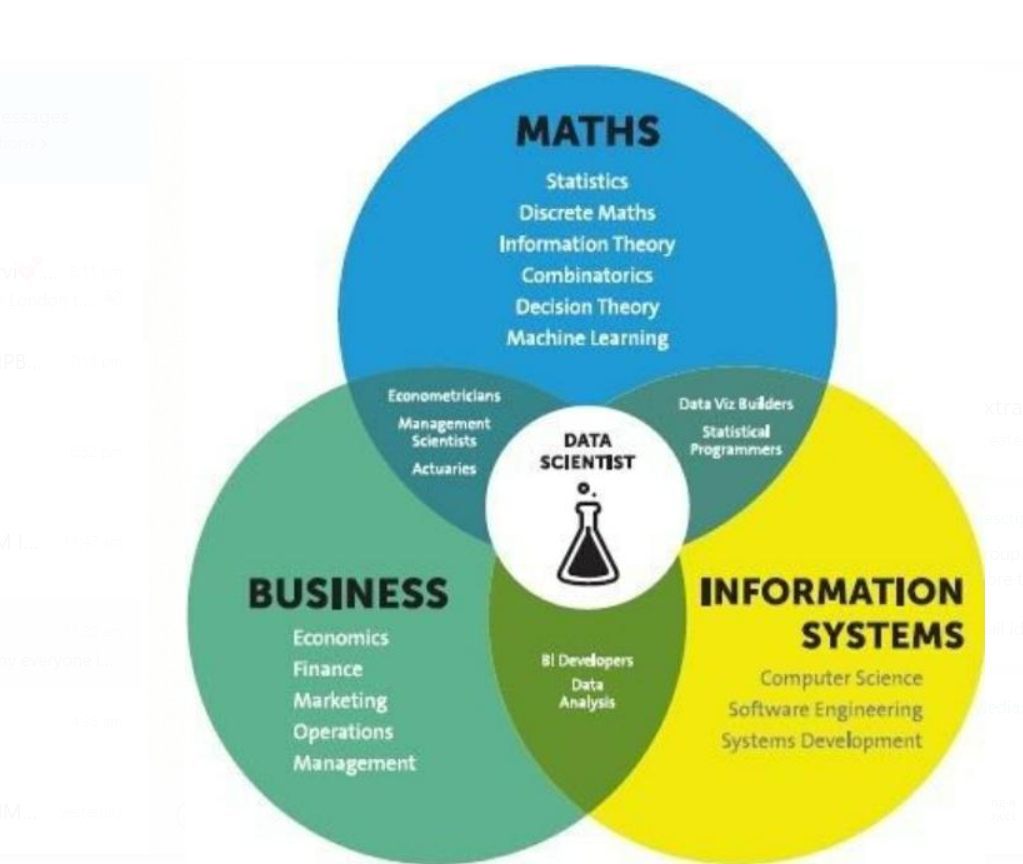 MATHS
Statistics
Discrete Maths
Information Theory
Combinatorics
Decision Theory
Machine Learning
Econometricians
Management
Scientists
Actuaries
Data Viz Builders
Statistical
Programmers
DATA
SCIENTIST
BUSINESS
Economics
Finance
Marketing
Operations
Management
BI Developers
Data
Analysis
INFORMATION
SYSTEMS
Computer Science
Software Engineering
Systems Development